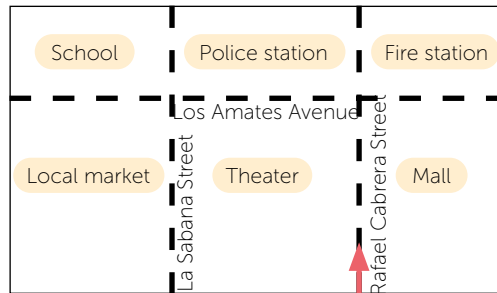 School
Police station
Fire station
Los Amates Avenue
Local market
La Sabana Street
Theater
Rafael Cabrera Street
Mall